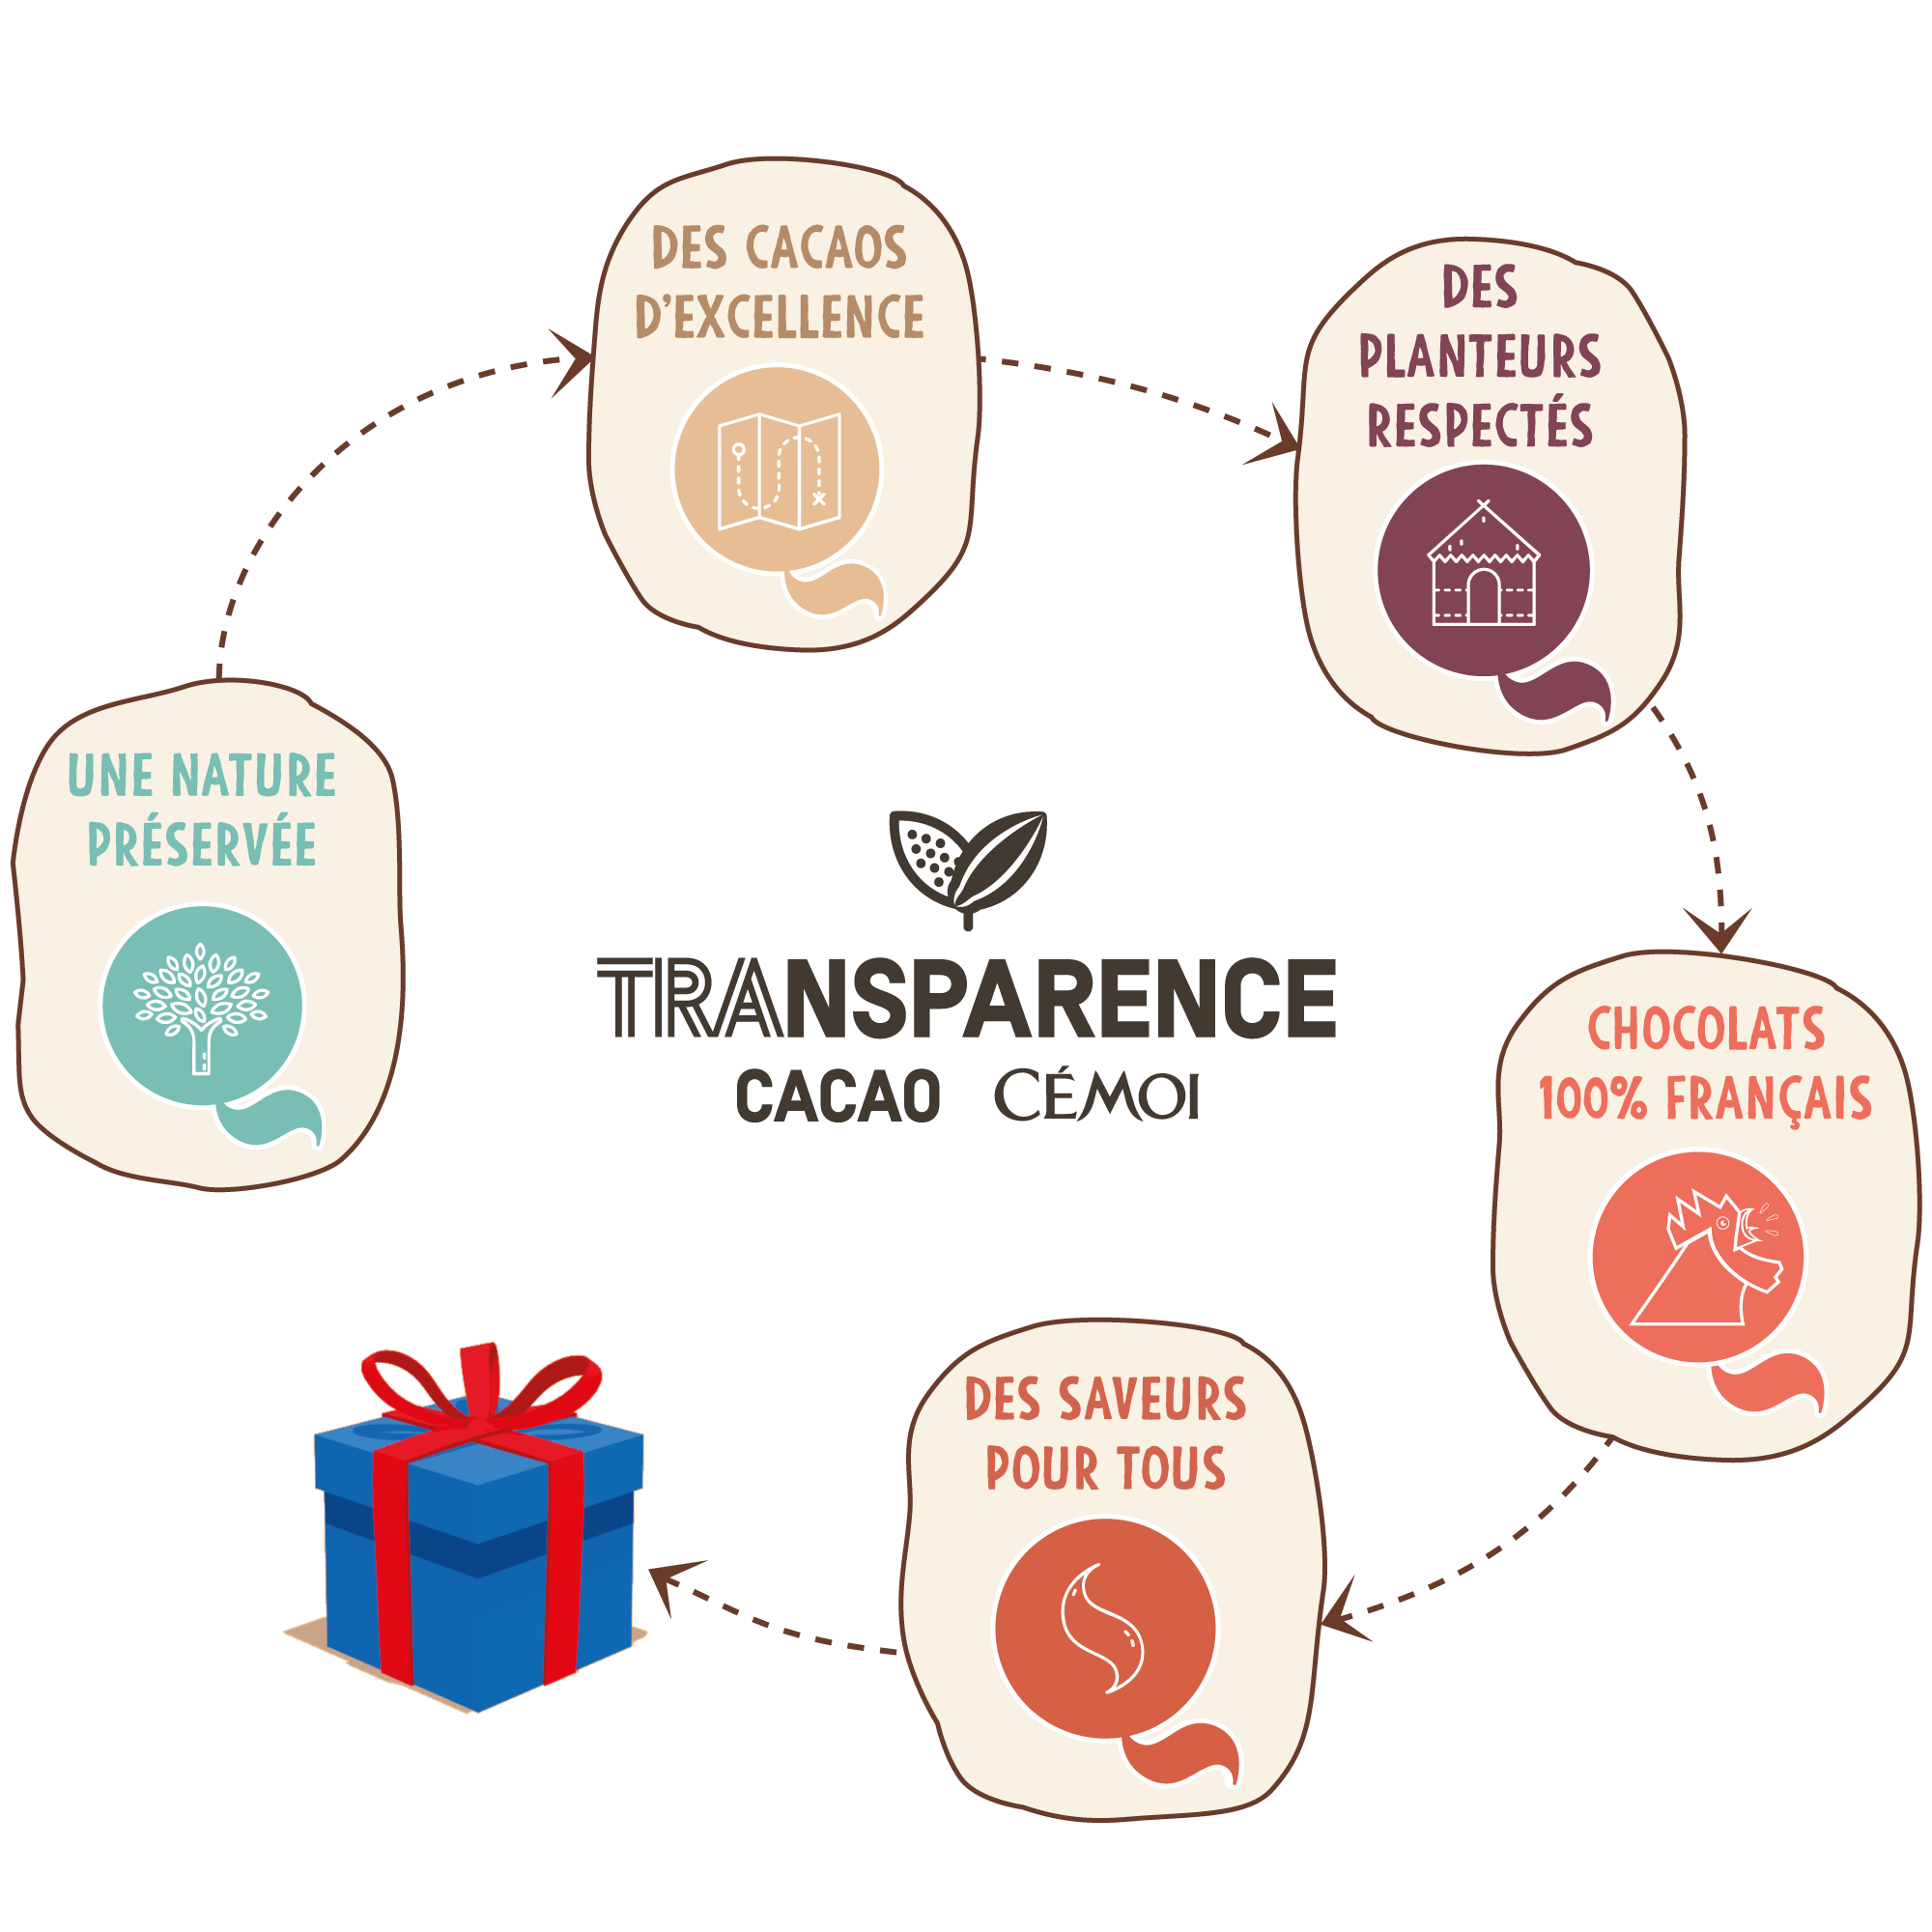 DES CACAOS
D'EXCELLENCE
DES
PLANTEURS
RESPECTÉS
UNE NATURE
PRÉSERVÉE
TRANSPARENCE
CACAO CÉMOI
CHOCOLATS
100% FRANÇAIS
DES SAVEURS
POUR TOUS